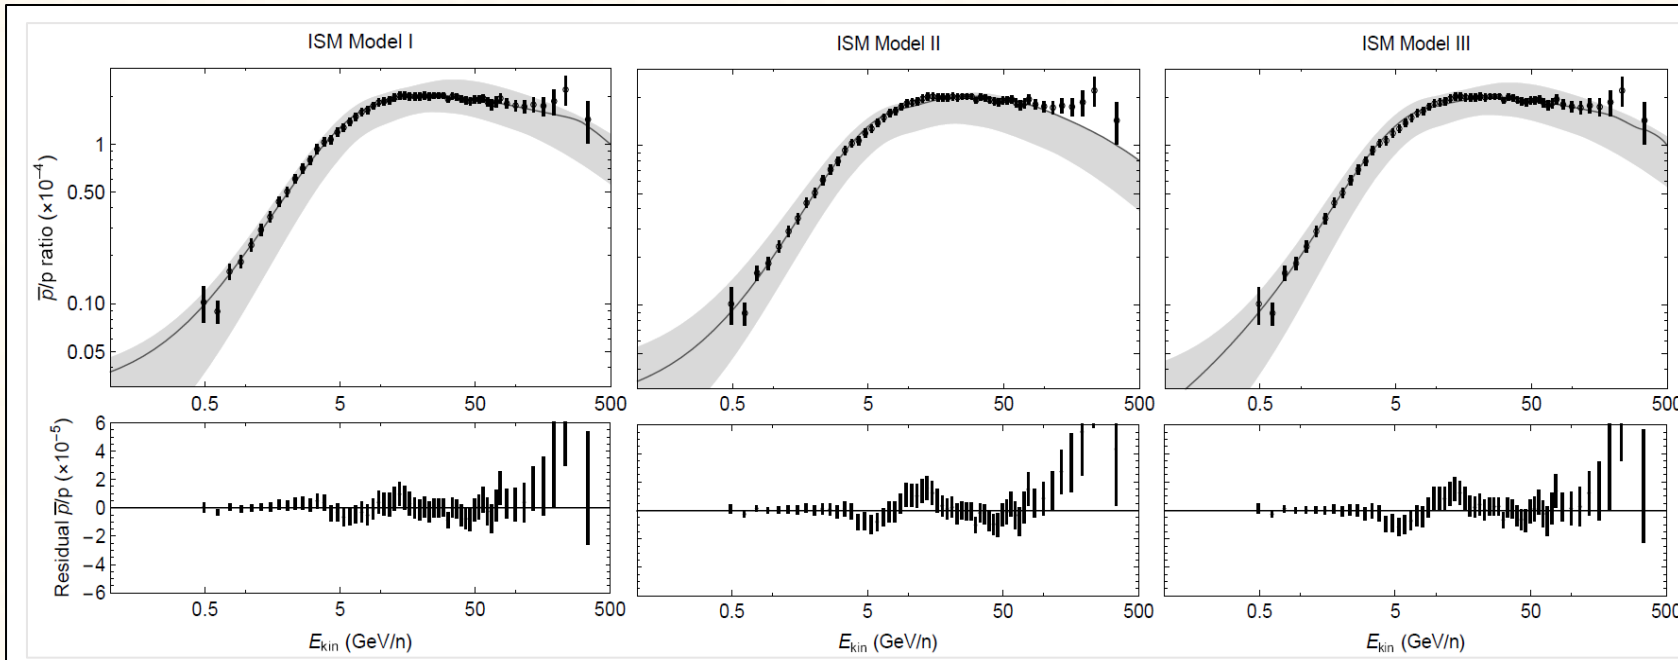 ISM Model I
ISM Model II
ISM Model III
p̅/p ratio (×10⁻⁴)
1
0.50
0.10
0.05
0.5 5 50 500
0.5 5 50 500
0.5 5 50 500
Residual p̅/p (×10⁻⁵)
6
4
2
0
−2
−4
−6
0.5 5 50 500
0.5 5 50 500
0.5 5 50 500
Eₖᵢₙ (GeV/n)
Eₖᵢₙ (GeV/n)
Eₖᵢₙ (GeV/n)